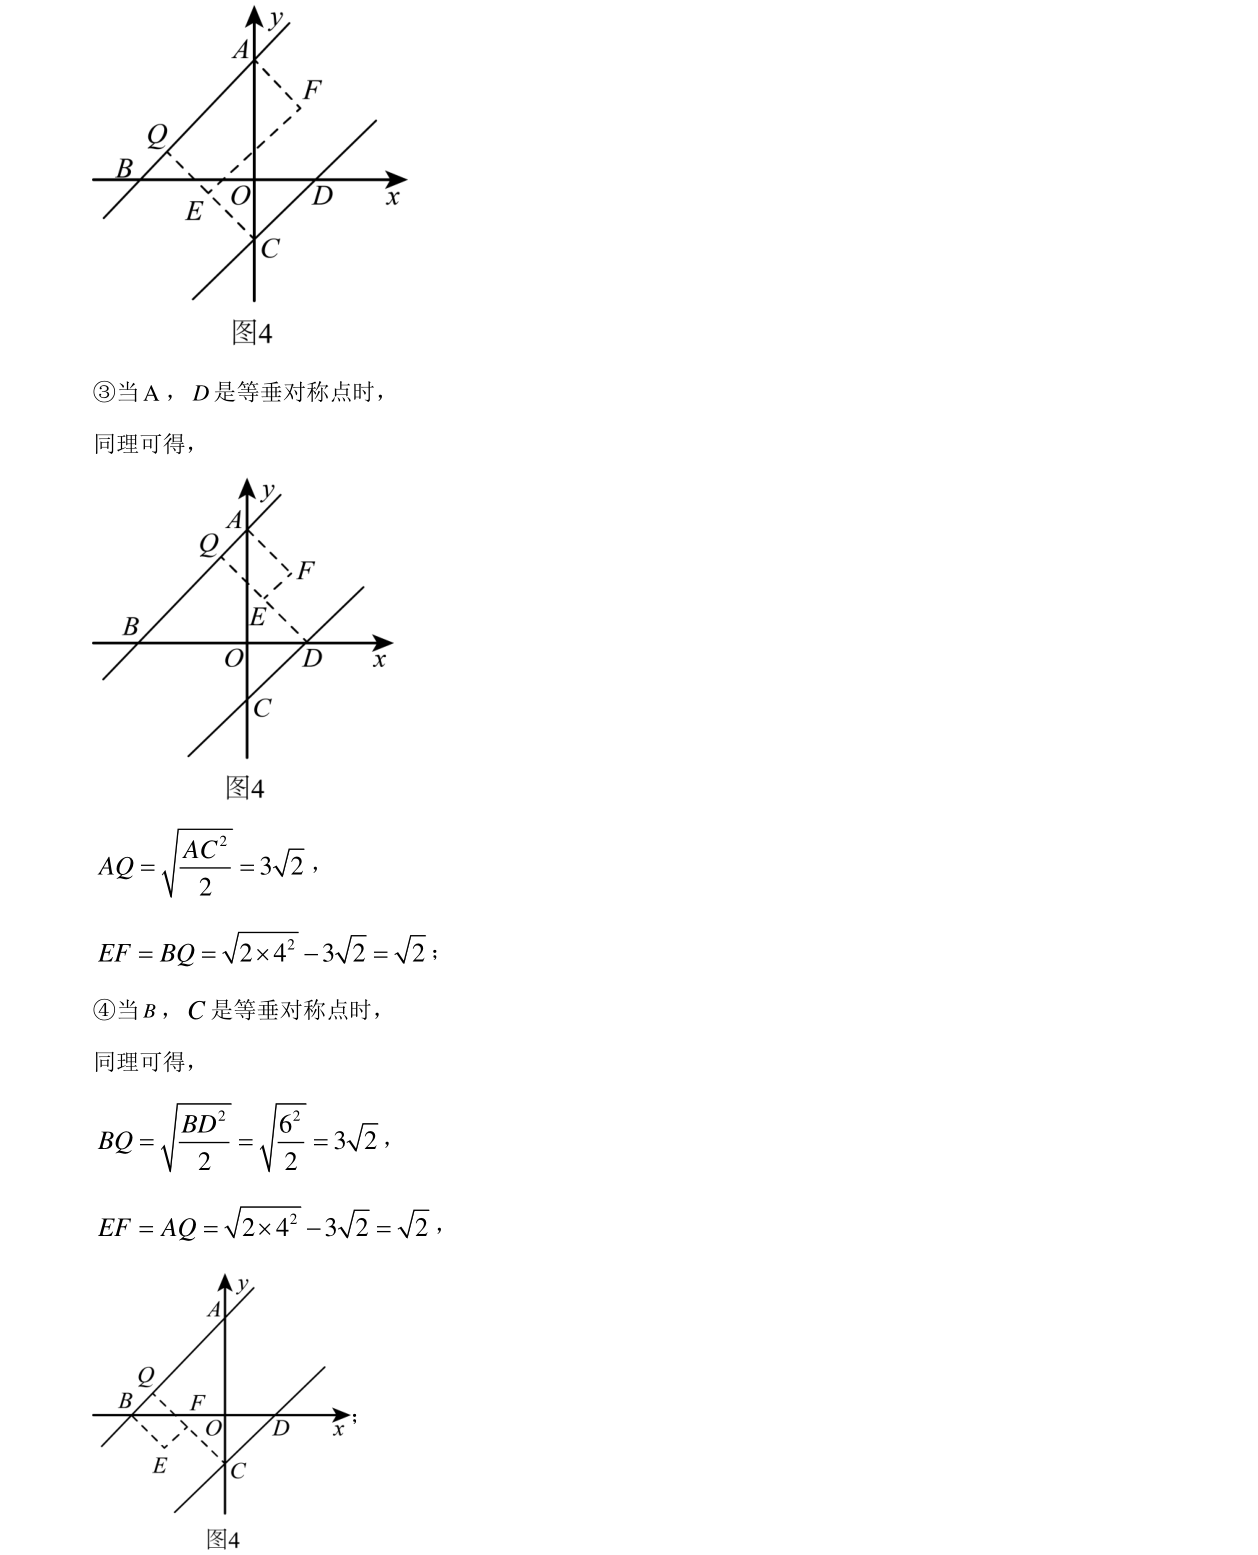 y
A
F
Q
B
E
O
D
x
C
图4
③当A，D是等垂对称点时，
同理可得，
y
A
Q
F
E
B
O
D
x
C
图4
AQ=√(AC²/2)=3√2，
EF=BQ=√(2×4²)−3√2=√2；
④当B，C是等垂对称点时，
同理可得，
BQ=√(BD²/2)=√(6²/2)=3√2，
EF=AQ=√(2×4²)−3√2=√2，
y
A
Q
B
F
O
D
x
；
E
C
图4